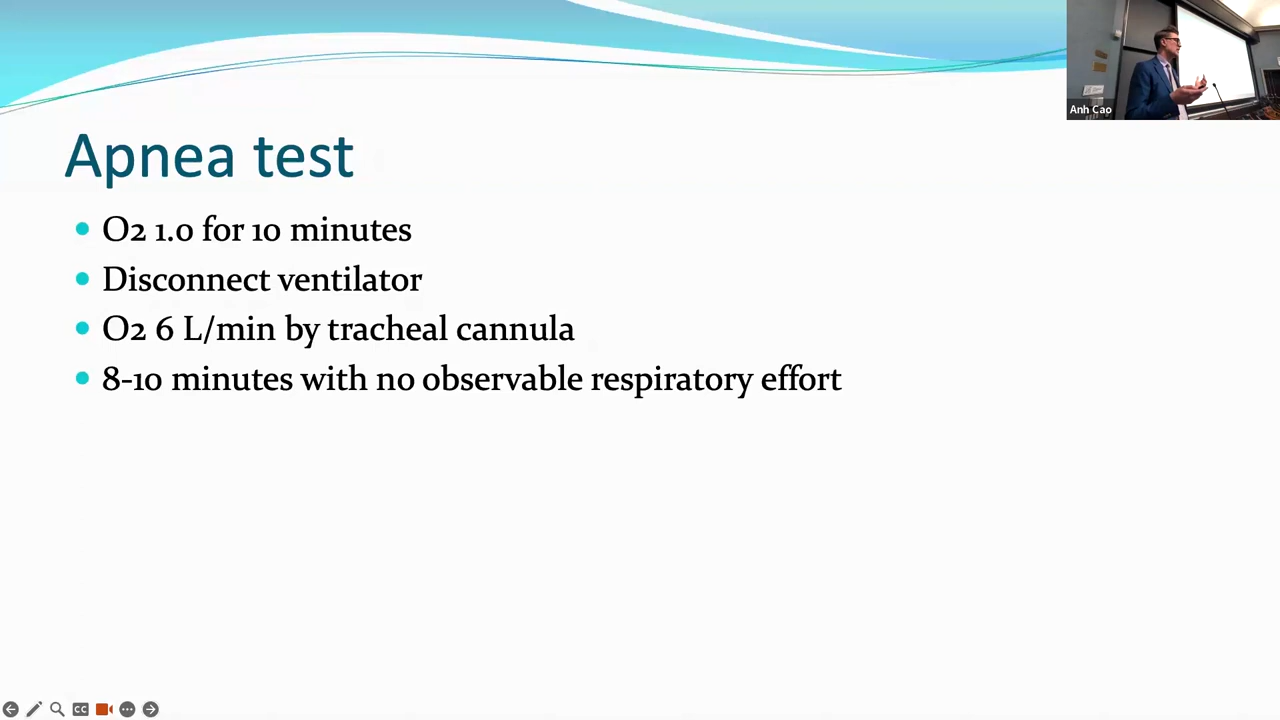 Anh Cao
Apnea test
O2 1.0 for 10 minutes
Disconnect ventilator
O2 6 L/min by tracheal cannula
8-10 minutes with no observable respiratory effort
CC